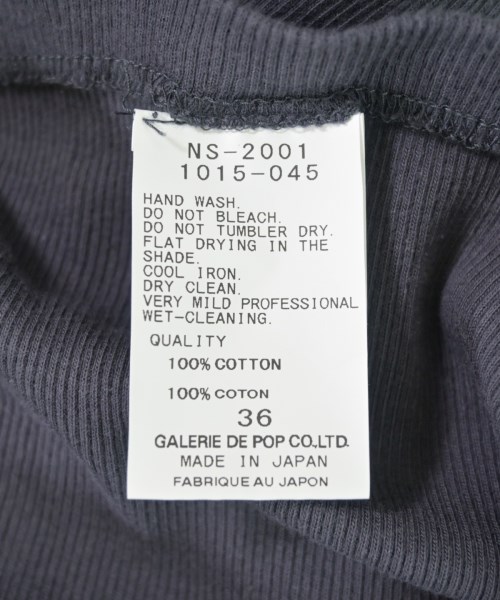 NS-2001
1015-045
HAND WASH.
DO NOT BLEACH.
DO NOT TUMBLER DRY.
FLAT DRYING IN THE
SHADE.
COOL IRON.
DRY CLEAN.
VERY MILD PROFESSIONAL
WET-CLEANING.
QUALITY
100% COTTON
100% COTON
36
GALERIE DE POP CO.,LTD.
MADE IN JAPAN
FABRIQUE AU JAPON